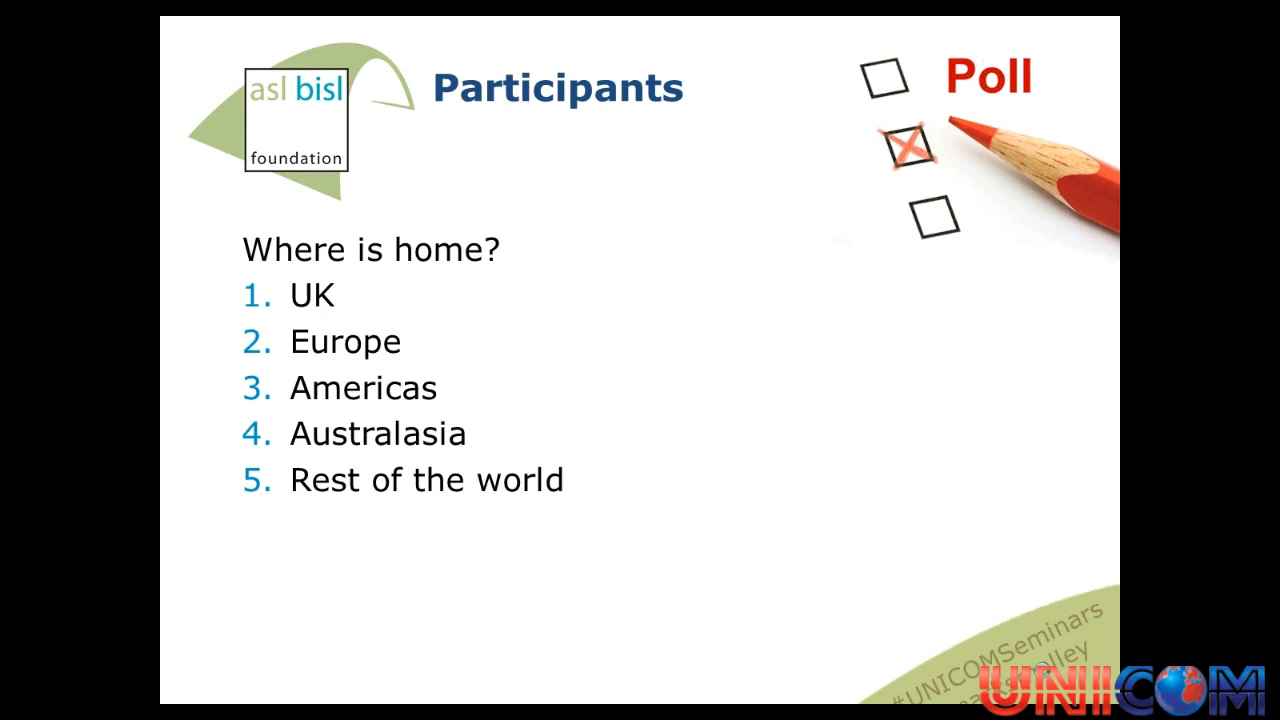 asl bisl
foundation
Participants
Poll
Where is home?
1. UK
2. Europe
3. Americas
4. Australasia
5. Rest of the world
#UNICOMSeminars
UNICOM